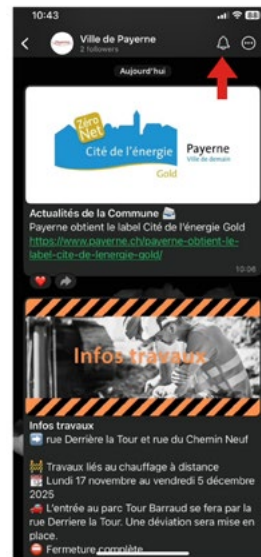 10:43
88
Ville de Payerne
2 followers
Aujourd'hui
Zéro
Net
Cité de l'énergie
Gold
Payerne
Ville de demain
Actualités de la Commune
Payerne obtient le label Cité de l'énergie Gold
https://www.payerne.ch/payerne-obtient-le-
label-cite-de-lenergie-gold/
10:06
Infos travaux
Infos travaux
➡️ rue Derrière la Tour et rue du Chemin Neuf
🚧 Travaux liés au chauffage à distance
📅 Lundi 17 novembre au vendredi 5 décembre
2025
🚗 L'entrée au parc Tour Barraud se fera par la
rue Derriere la Tour. Une déviation sera mise en
place.
⛔ Fermeture complète